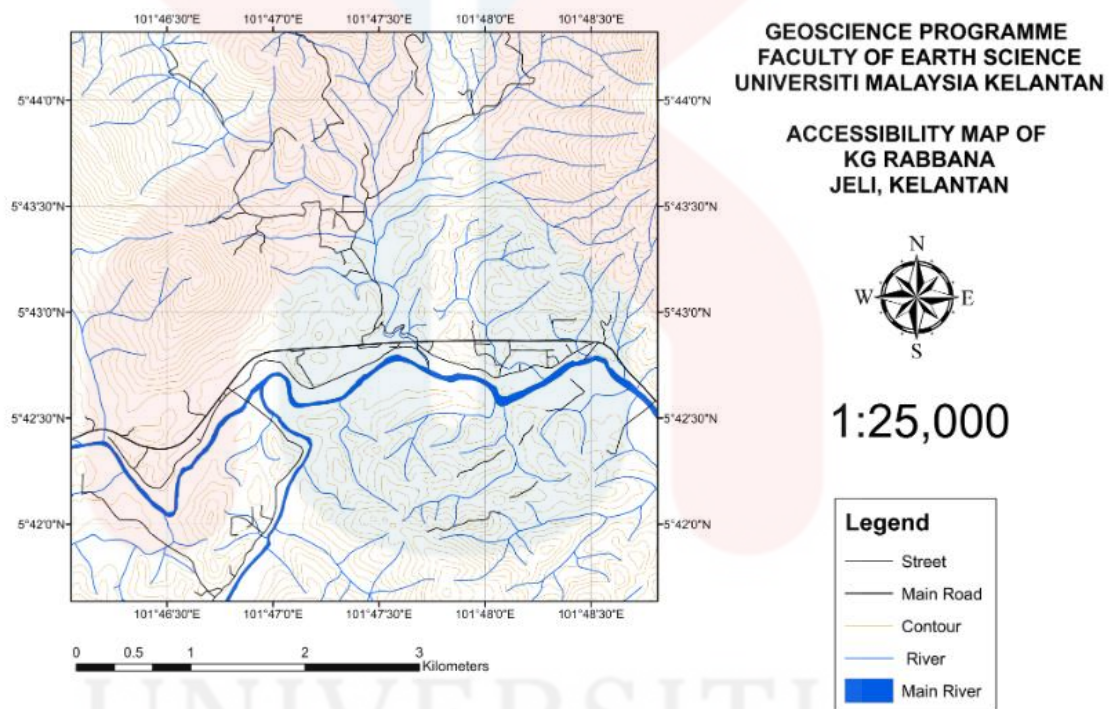 101°46'30"E 101°47'0"E 101°47'30"E 101°48'0"E 101°48'30"E
5°44'0"N 5°44'0"N
5°43'30"N 5°43'30"N
5°43'0"N 5°43'0"N
5°42'30"N 5°42'30"N
5°42'0"N 5°42'0"N
101°46'30"E 101°47'0"E 101°47'30"E 101°48'0"E 101°48'30"E
0 0.5 1 2 3
Kilometers
GEOSCIENCE PROGRAMME
FACULTY OF EARTH SCIENCE
UNIVERSITI MALAYSIA KELANTAN
ACCESSIBILITY MAP OF
KG RABBANA
JELI, KELANTAN
N
W E
S
1:25,000
Legend
Street
Main Road
Contour
River
Main River
UNIVERSITI